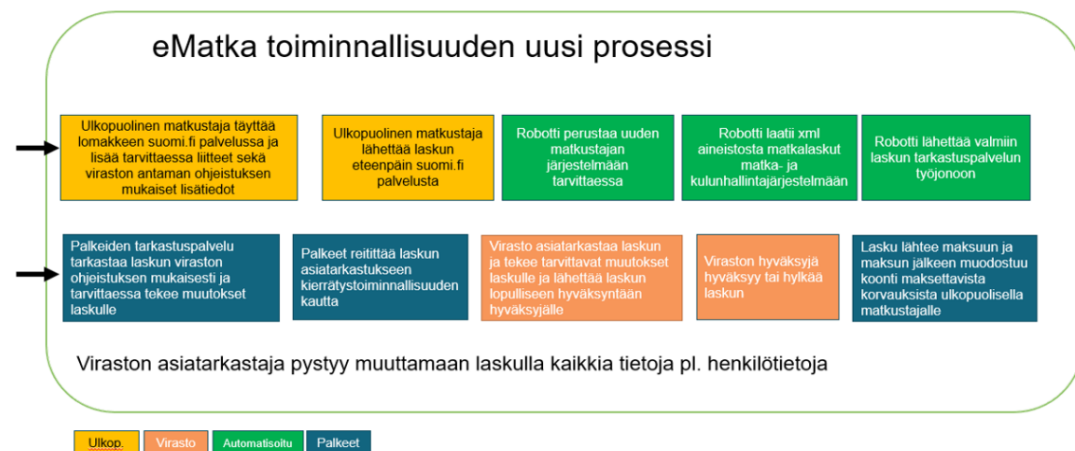 eMatka toiminnallisuuden uusi prosessi
Ulkopuolinen matkustaja täyttää
lomakkeen suomi.fi palvelussa ja
lisää tarvittaessa liitteet sekä
viraston antaman ohjeistuksen
mukaiset lisätiedot
Ulkopuolinen matkustaja
lähettää laskun
eteenpäin suomi.fi
palvelusta
Robotti perustaa uuden
matkustajan
järjestelmään
tarvittaessa
Robotti laatii xml
aineistosta matkalaskut
matka- ja
kulunhallintajärjestelmään
Robotti lähettää valmiin
laskun tarkastuspalvelun
työjonoon
Palkeiden tarkastuspalvelu
tarkastaa laskun viraston
ohjeistuksen mukaisesti ja
tarvittaessa tekee muutokset
laskulle
Palkeet reitittää laskun
asiatarkastukseen
kierrätystoiminnallisuuden
kautta
Virasto asiatarkastaa laskun
ja tekee tarvittavat muutokset
laskulle ja lähettää laskun
lopulliseen hyväksyntään
hyväksyjälle
Viraston hyväksyjä
hyväksyy tai hylkää
laskun
Lasku lähtee maksuun ja
maksun jälkeen muodostuu
koonti maksettavista
korvauksista ulkopuolisella
matkustajalle
Viraston asiatarkastaja pystyy muuttamaan laskulla kaikkia tietoja pl. henkilötietoja
Ulkop.
Virasto
Automatisoitu
Palkeet